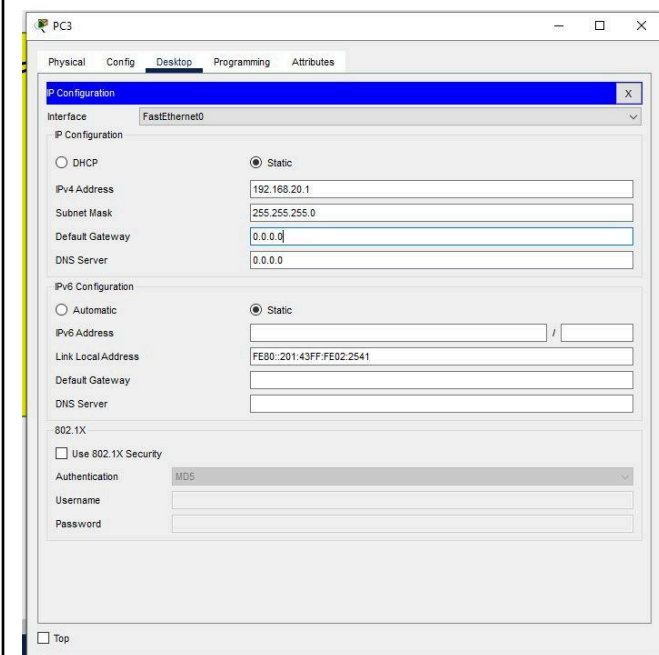 PC3
Physical Config Desktop Programming Attributes
IP Configuration X
Interface FastEthernet0
IP Configuration
DHCP Static
IPv4 Address 192.168.20.1
Subnet Mask 255.255.255.0
Default Gateway 0.0.0.0
DNS Server 0.0.0.0
IPv6 Configuration
Automatic Static
IPv6 Address /
Link Local Address FE80::201:43FF:FE02:2541
Default Gateway
DNS Server
802.1X
Use 802.1X Security
Authentication MD5
Username
Password
Top